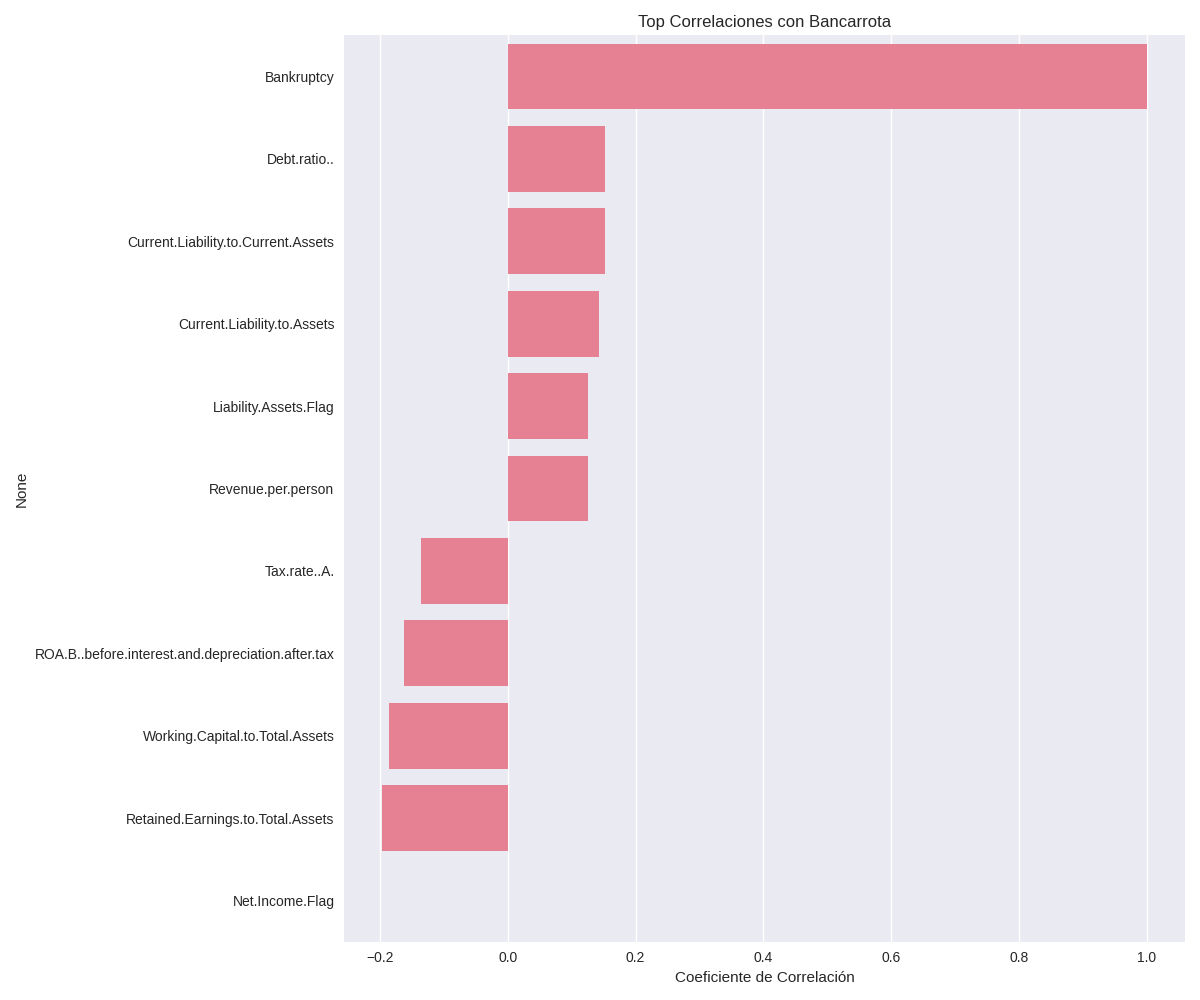 Top Correlaciones con Bancarrota
Bankruptcy
Debt.ratio..
Current.Liability.to.Current.Assets
Current.Liability.to.Assets
Liability.Assets.Flag
Revenue.per.person
Tax.rate..A.
ROA.B..before.interest.and.depreciation.after.tax
Working.Capital.to.Total.Assets
Retained.Earnings.to.Total.Assets
Net.Income.Flag
None
−0.2 0.0 0.2 0.4 0.6 0.8 1.0
Coeficiente de Correlación